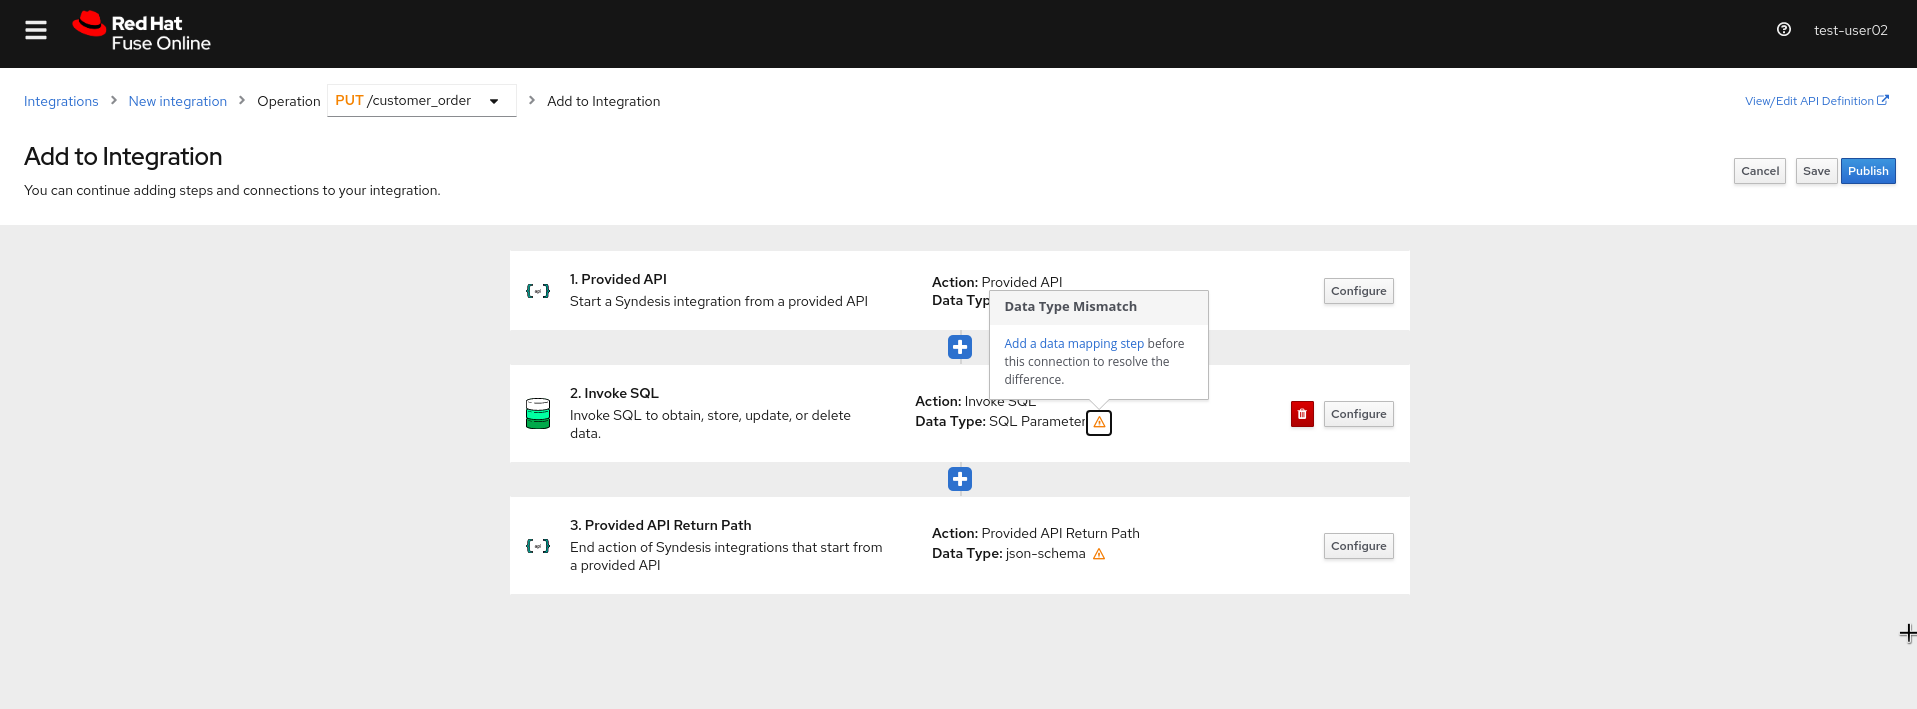 Red Hat
Fuse Online
test-user02
Integrations > New integration > Operation PUT /customer_order > Add to Integration
View/Edit API Definition
Add to Integration
You can continue adding steps and connections to your integration.
Cancel Save Publish
1. Provided API
Start a Syndesis integration from a provided API
Action: Provided API
Data Typ
Configure
Data Type Mismatch
Add a data mapping step before
this connection to resolve the
difference.
2. Invoke SQL
Invoke SQL to obtain, store, update, or delete
data.
Action: Invoke SQL
Data Type: SQL Parameter
Configure
3. Provided API Return Path
End action of Syndesis integrations that start from
a provided API
Action: Provided API Return Path
Data Type: json-schema
Configure